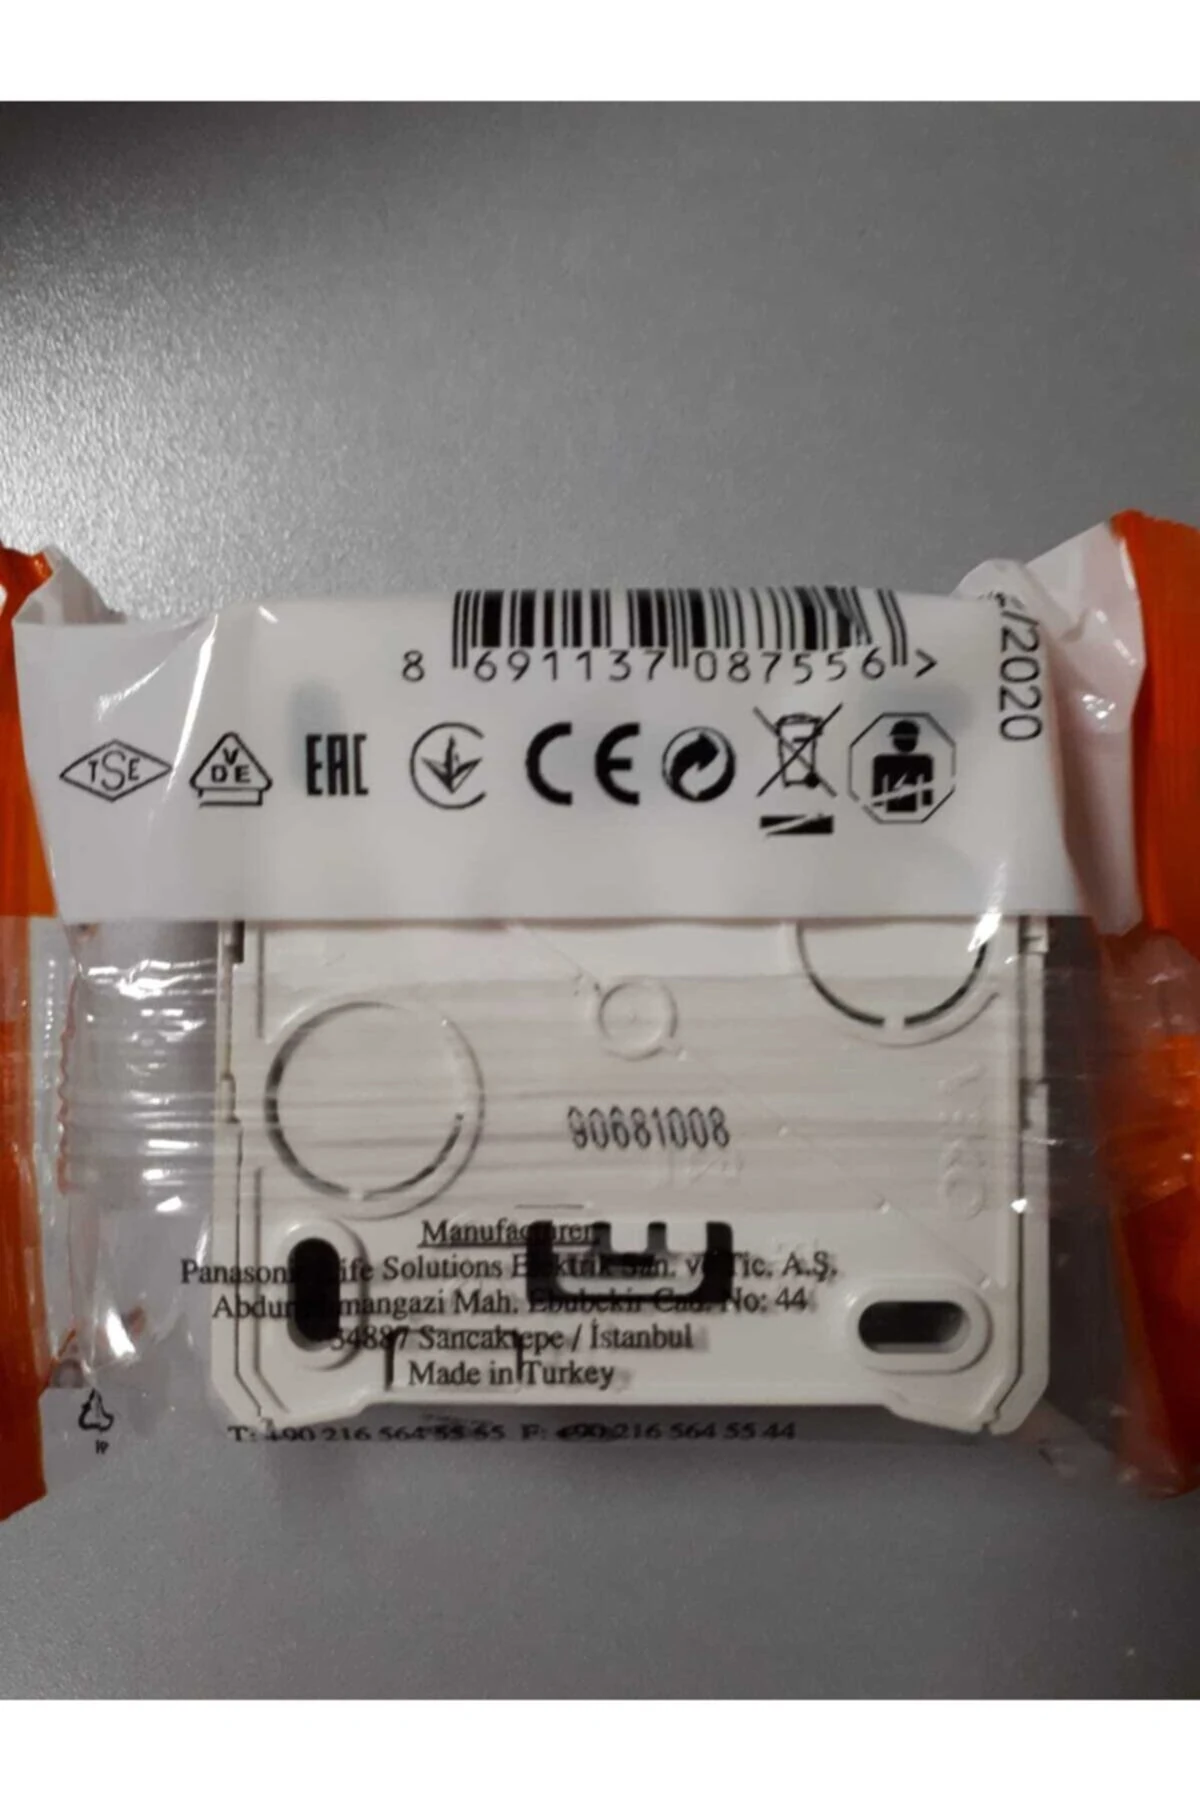 8 691137 087556 >
/2020
TSE
VDE
EAC
CE
90681008
Manufacturer
Panasonic Life Solutions Elektrik San. ve Tic. A.Ş.
Abdurrahmangazi Mah. Ebubekir Cad. No: 44
34887 Sancaktepe / İstanbul
Made in Turkey
T: +90 216 564 55 55 F: +90 216 564 55 44
19